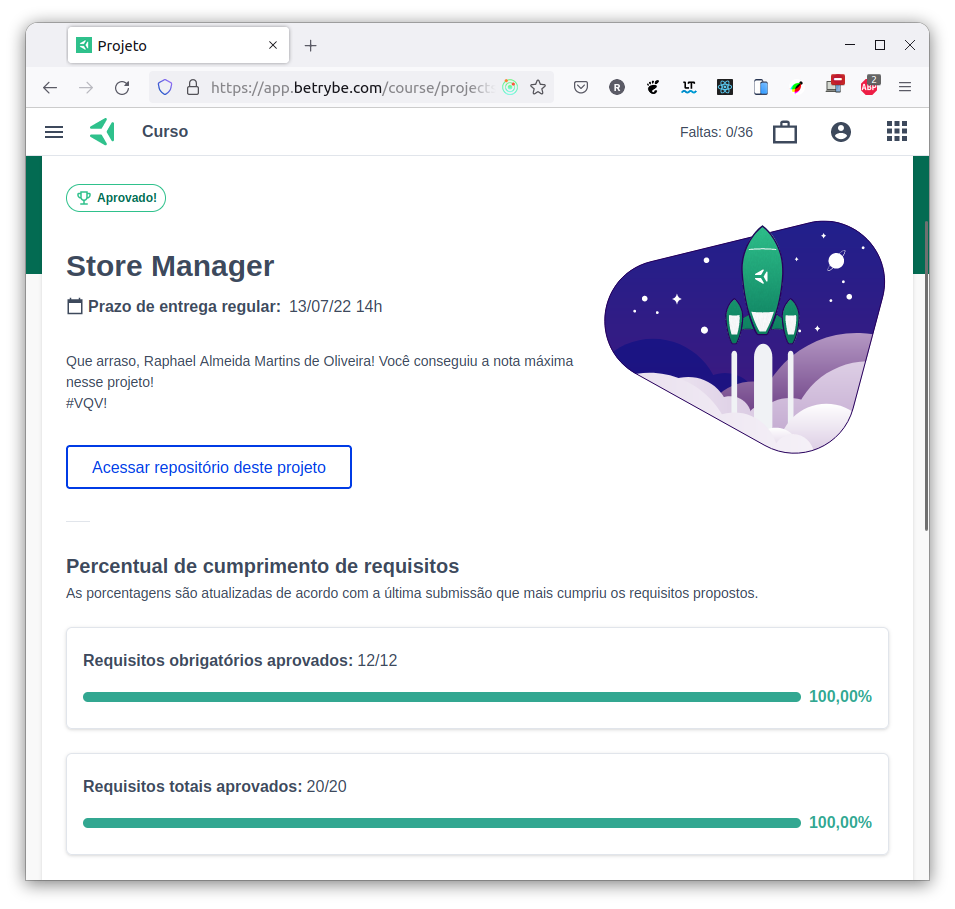 Projeto
https://app.betrybe.com/course/project
R
LT
2
ABP
Curso
Faltas: 0/36
Aprovado!
Store Manager
Prazo de entrega regular: 13/07/22 14h
Que arraso, Raphael Almeida Martins de Oliveira! Você conseguiu a nota máxima
nesse projeto!
#VQV!
Acessar repositório deste projeto
Percentual de cumprimento de requisitos
As porcentagens são atualizadas de acordo com a última submissão que mais cumpriu os requisitos propostos.
Requisitos obrigatórios aprovados: 12/12
100,00%
Requisitos totais aprovados: 20/20
100,00%